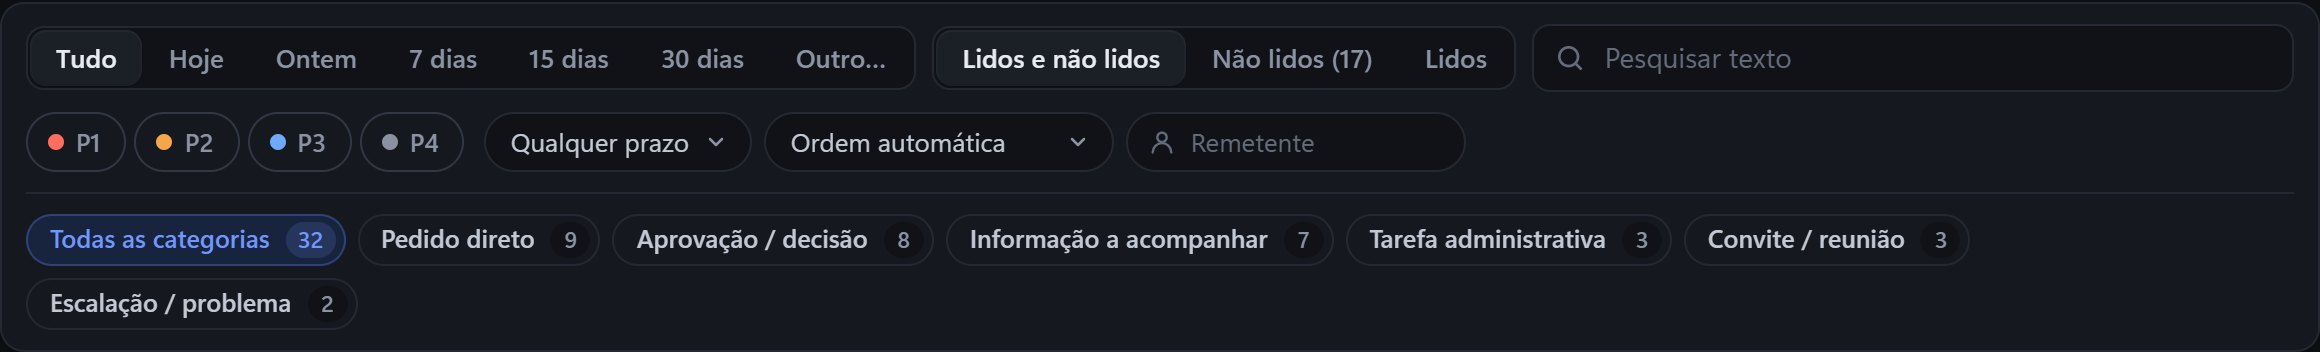 Tudo Hoje Ontem 7 dias 15 dias 30 dias Outro... Lidos e não lidos Não lidos (17) Lidos Pesquisar texto
P1 P2 P3 P4 Qualquer prazo Ordem automática Remetente
Todas as categorias 32 Pedido direto 9 Aprovação / decisão 8 Informação a acompanhar 7 Tarefa administrativa 3 Convite / reunião 3
Escalação / problema 2